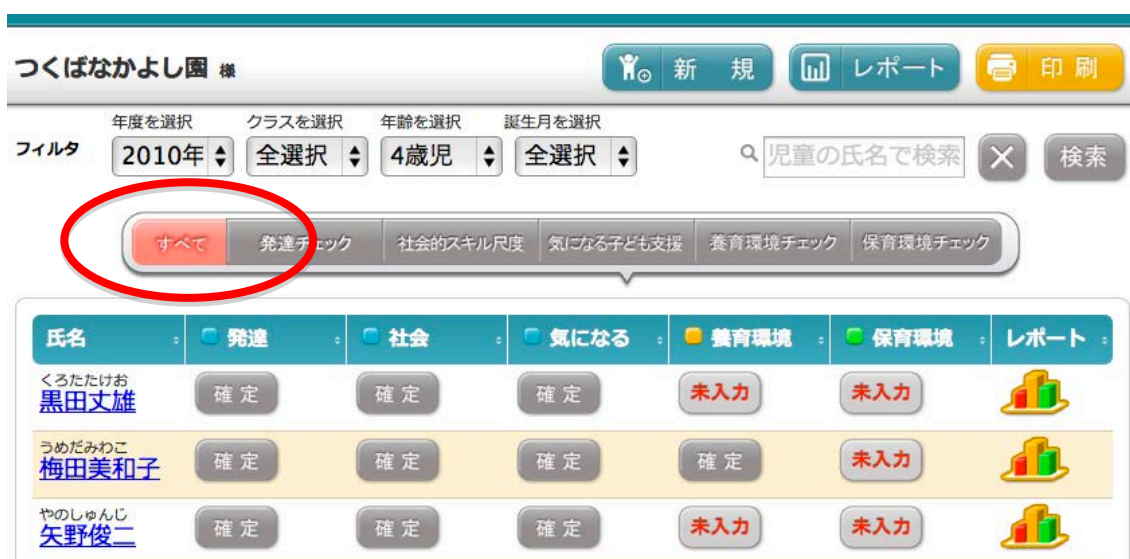 つくばなかよし園 様
新 規
レポート
印 刷
フィルタ
年度を選択 クラスを選択 年齢を選択 誕生月を選択
2010年 全選択 4歳児 全選択
児童の氏名で検索
検索
すべて 発達チェック 社会的スキル尺度 気になる子ども支援 養育環境チェック 保育環境チェック
氏名 発達 社会 気になる 養育環境 保育環境 レポート
くろたたけお
黒田丈雄 確 定 確 定 確 定 未入力 未入力
うめだみわこ
梅田美和子 確 定 確 定 確 定 確 定 未入力
やのしゅんじ
矢野俊二 確 定 確 定 確 定 未入力 未入力